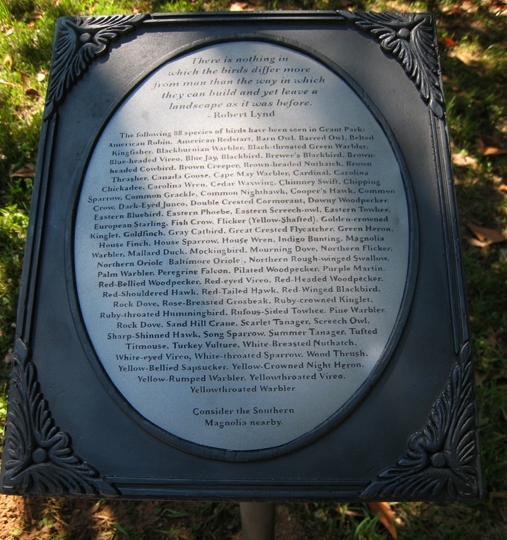 There is nothing in
which the birds differ more
from man than the way in which
they can build and yet leave a
landscape as it was before.
- Robert Lynd
The following 88 species of birds have been seen in Grant Park:
American Robin, American Redstart, Barn Owl, Barred Owl, Belted
Kingfisher, Blackburnian Warbler, Black-throated Green Warbler,
Blue-headed Vireo, Blue Jay, Blackbird, Brewer's Blackbird, Brown-
headed Cowbird, Brown Creeper, Brown-headed Nuthatch, Brown
Thrasher, Canada Goose, Cape May Warbler, Cardinal, Carolina
Chickadee, Carolina Wren, Cedar Waxwing, Chimney Swift, Chipping
Sparrow, Common Grackle, Common Nighthawk, Cooper's Hawk, Common
Crow, Dark-Eyed Junco, Double Crested Cormorant, Downy Woodpecker,
Eastern Bluebird, Eastern Phoebe, Eastern Screech-owl, Eastern Towhee,
European Starling, Fish Crow, Flicker (Yellow-Shafted), Golden-crowned
Kinglet, Goldfinch, Gray Catbird, Great Crested Flycatcher, Green Heron,
House Finch, House Sparrow, House Wren, Indigo Bunting, Magnolia
Warbler, Mallard Duck, Mockingbird, Mourning Dove, Northern Flicker,
Northern Oriole Baltimore Oriole, Northern Rough-winged Swallow,
Palm Warbler, Peregrine Falcon, Pilated Woodpecker, Purple Martin,
Red-Bellied Woodpecker, Red-eyed Vireo, Red-Headed Woodpecker,
Red-Shouldered Hawk, Red-Tailed Hawk, Red-Winged Blackbird,
Rock Dove, Rose-Breasted Grosbeak, Ruby-crowned Kinglet,
Ruby-throated Hummingbird, Rufous-Sided Towhee, Pine Warbler,
Rock Dove, Sand Hill Crane, Scarlet Tanager, Screech Owl,
Sharp-Shinned Hawk, Song Sparrow, Summer Tanager, Tufted
Titmouse, Turkey Vulture, White-Breasted Nuthatch,
White-eyed Vireo, White-throated Sparrow, Wood Thrush,
Yellow-Bellied Sapsucker, Yellow-Crowned Night Heron,
Yellow-Rumped Warbler, Yellowthroated Vireo,
Yellowthroated Warbler
Consider the Southern
Magnolia nearby.